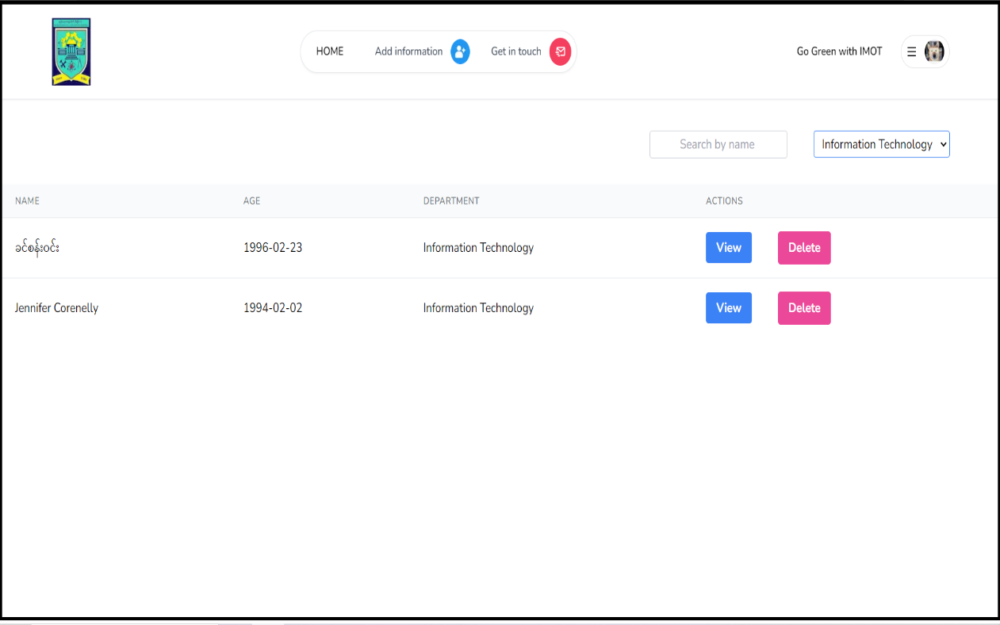 HOME Add information Get in touch Go Green with IMOT
Search by name Information Technology
NAME AGE DEPARTMENT ACTIONS
ခင်စန်းဝင်း 1996-02-23 Information Technology View Delete
Jennifer Corenelly 1994-02-02 Information Technology View Delete